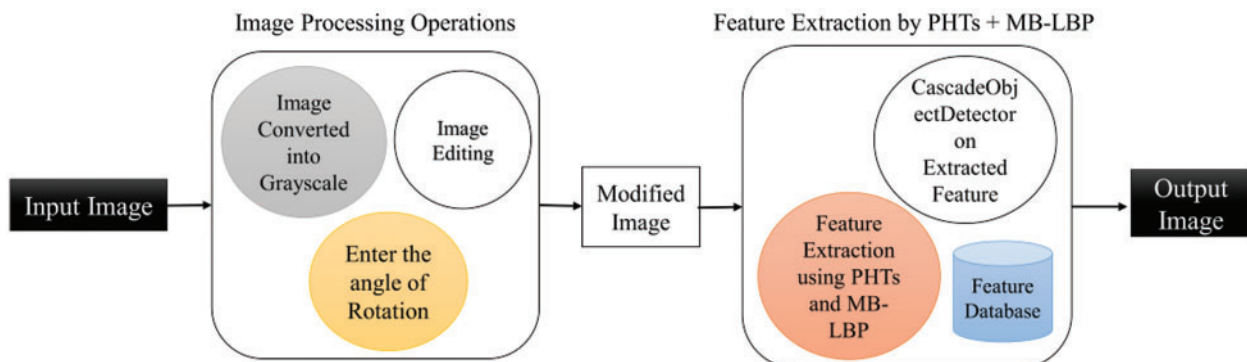 Image Processing Operations
Feature Extraction by PHTs + MB-LBP
Input Image
Image
Converted
into
Grayscale
Image
Editing
Enter the
angle of
Rotation
Modified
Image
CascadeObj
ectDetector
on
Extracted
Feature
Feature
Extraction
using PHTs
and MB-
LBP
Feature
Database
Output
Image